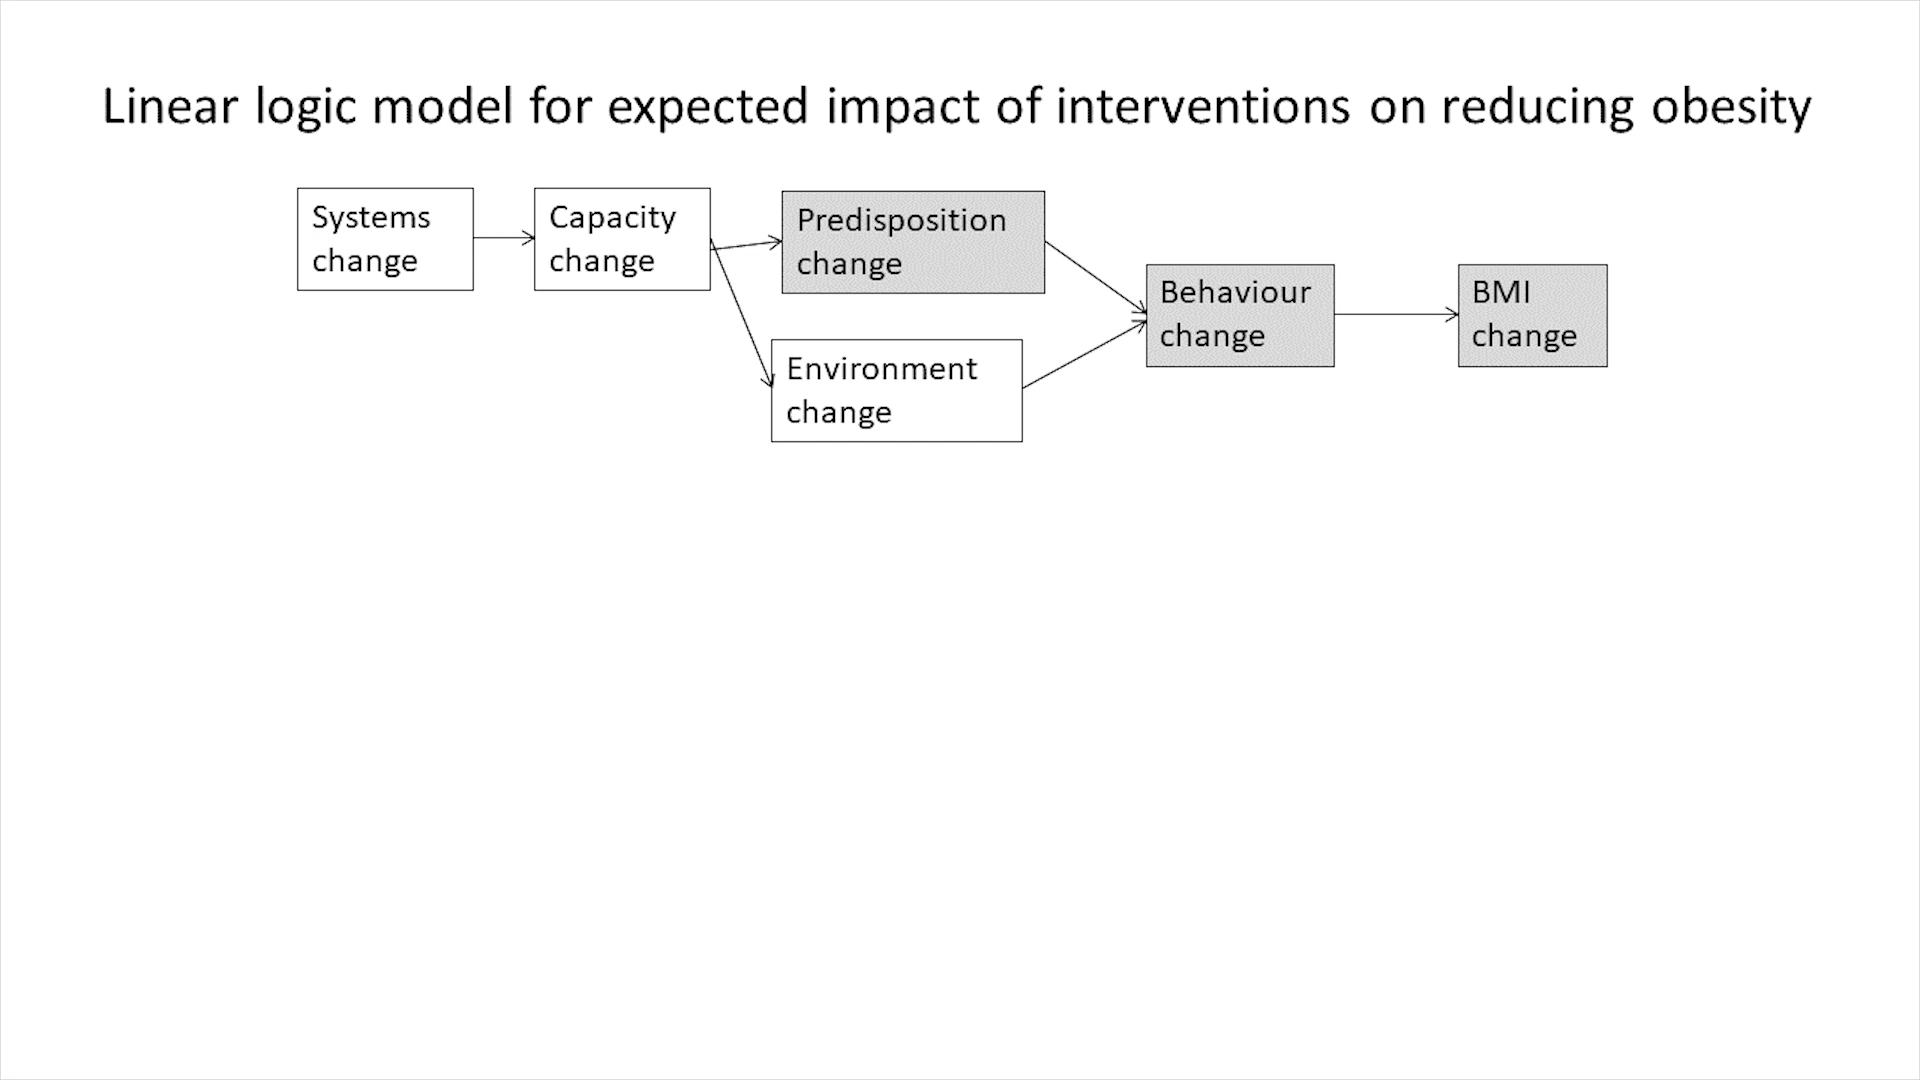 Linear logic model for expected impact of interventions on reducing obesity
Systems
change
Capacity
change
Predisposition
change
Environment
change
Behaviour
change
BMI
change